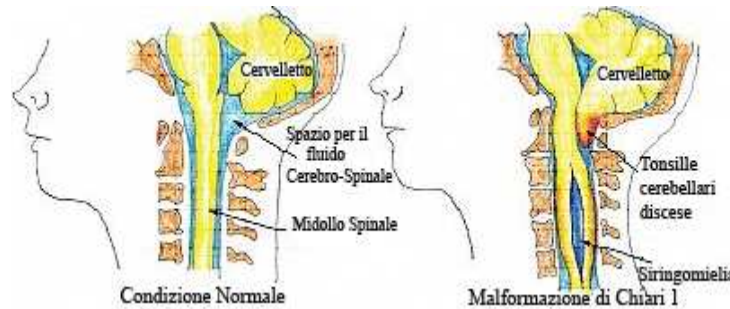 Cervelletto
Spazio per il
fluido
Cerebro-Spinale
Midollo Spinale
Condizione Normale
Cervelletto
Tonsille
cerebellari
discese
Siringomielia
Malformazione di Chiari 1